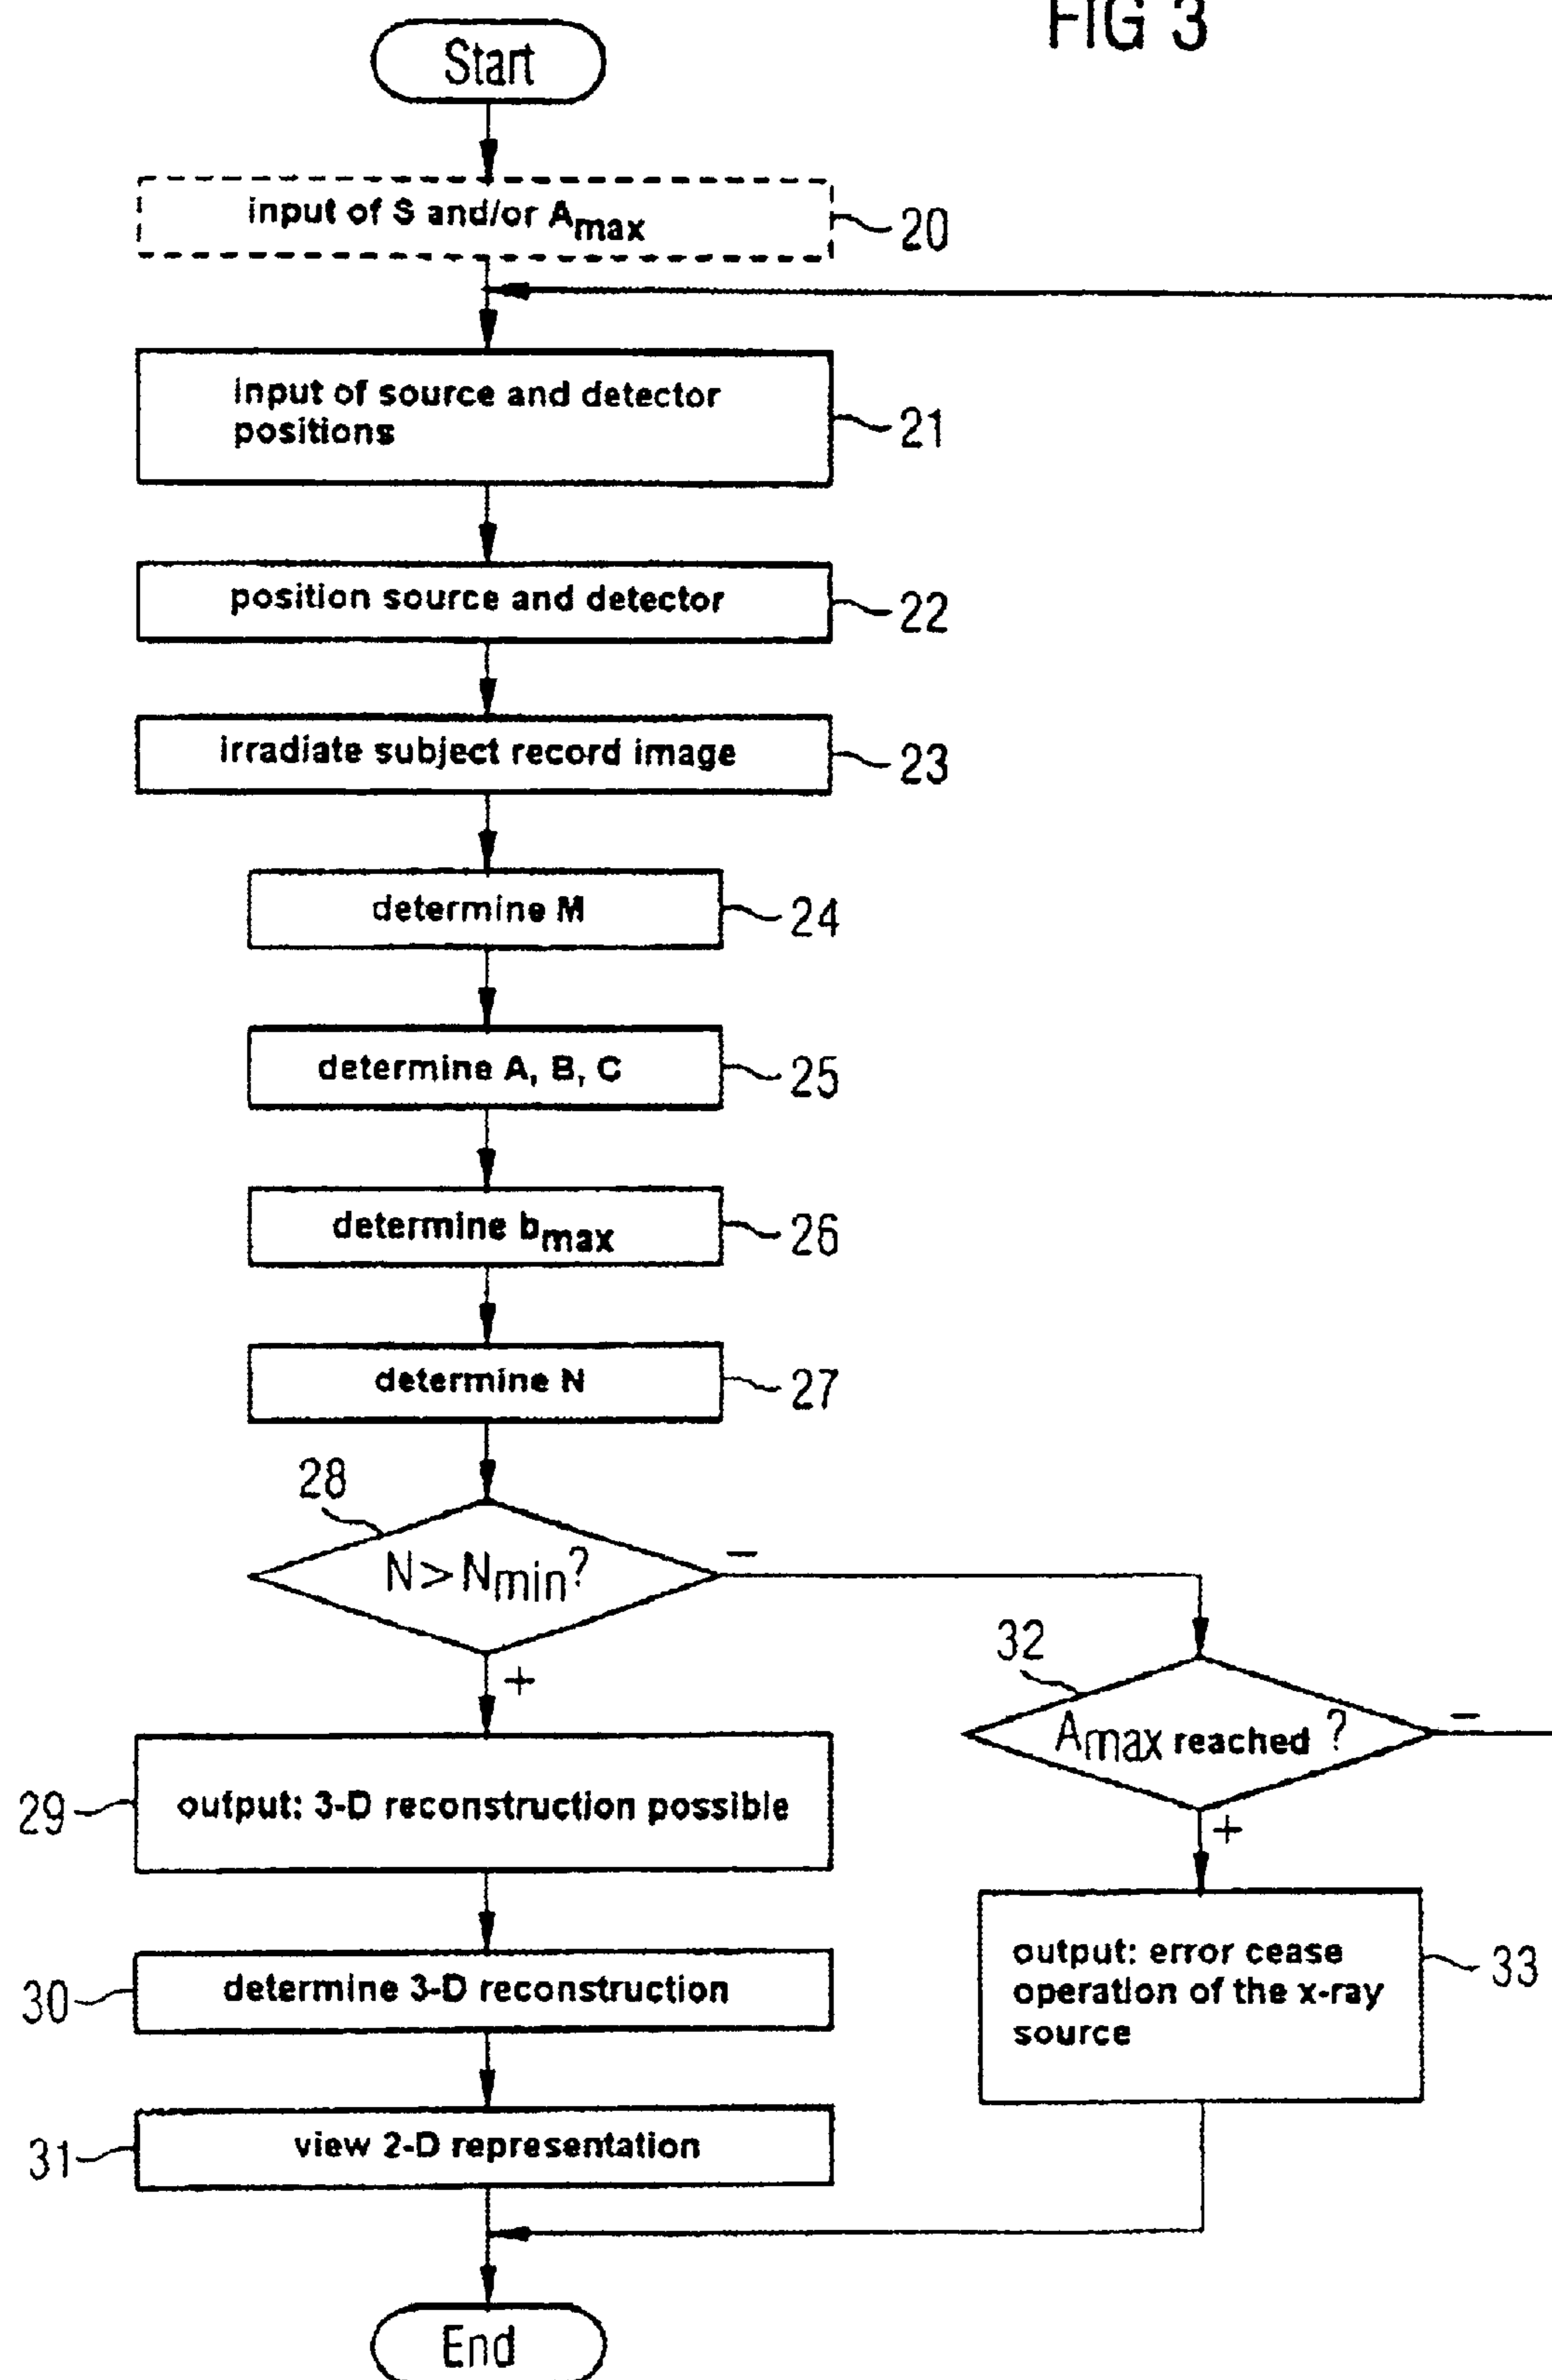 FIG 3
Start
input of S and/or Amax
20
input of source and detector
positions
21
position source and detector
22
irradiate subject record image
23
determine M
24
determine A, B, C
25
determine bmax
26
determine N
27
28
N>Nmin?
−
+
32
Amax reached ?
−
+
29
output: 3-D reconstruction possible
output: error cease
operation of the x-ray
source
33
30
determine 3-D reconstruction
31
view 2-D representation
End